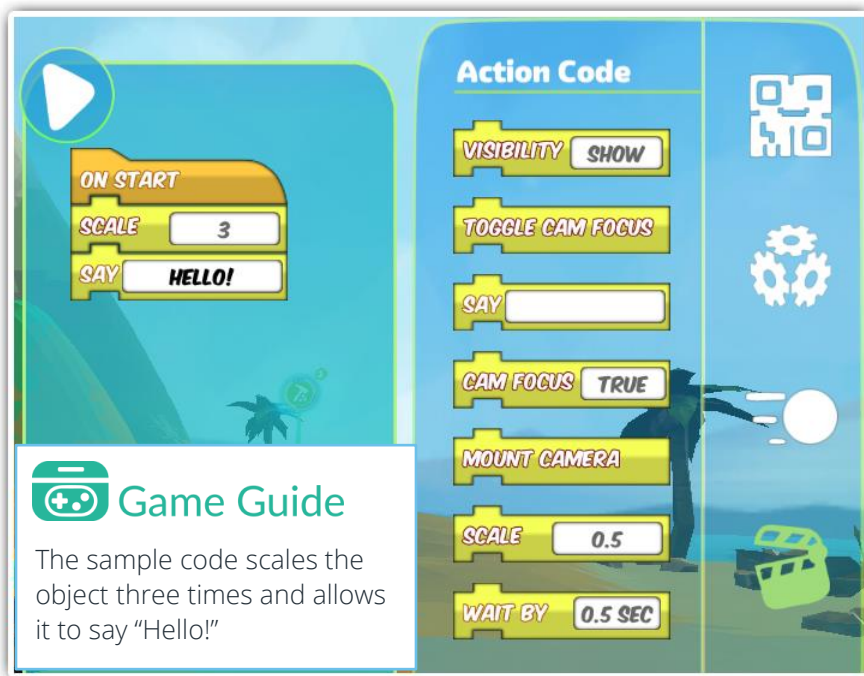 ON START
SCALE 3
SAY HELLO!
Action Code
VISIBILITY SHOW
TOGGLE CAM FOCUS
SAY
CAM FOCUS TRUE
MOUNT CAMERA
SCALE 0.5
WAIT BY 0.5 SEC
Game Guide
The sample code scales the
object three times and allows
it to say “Hello!”